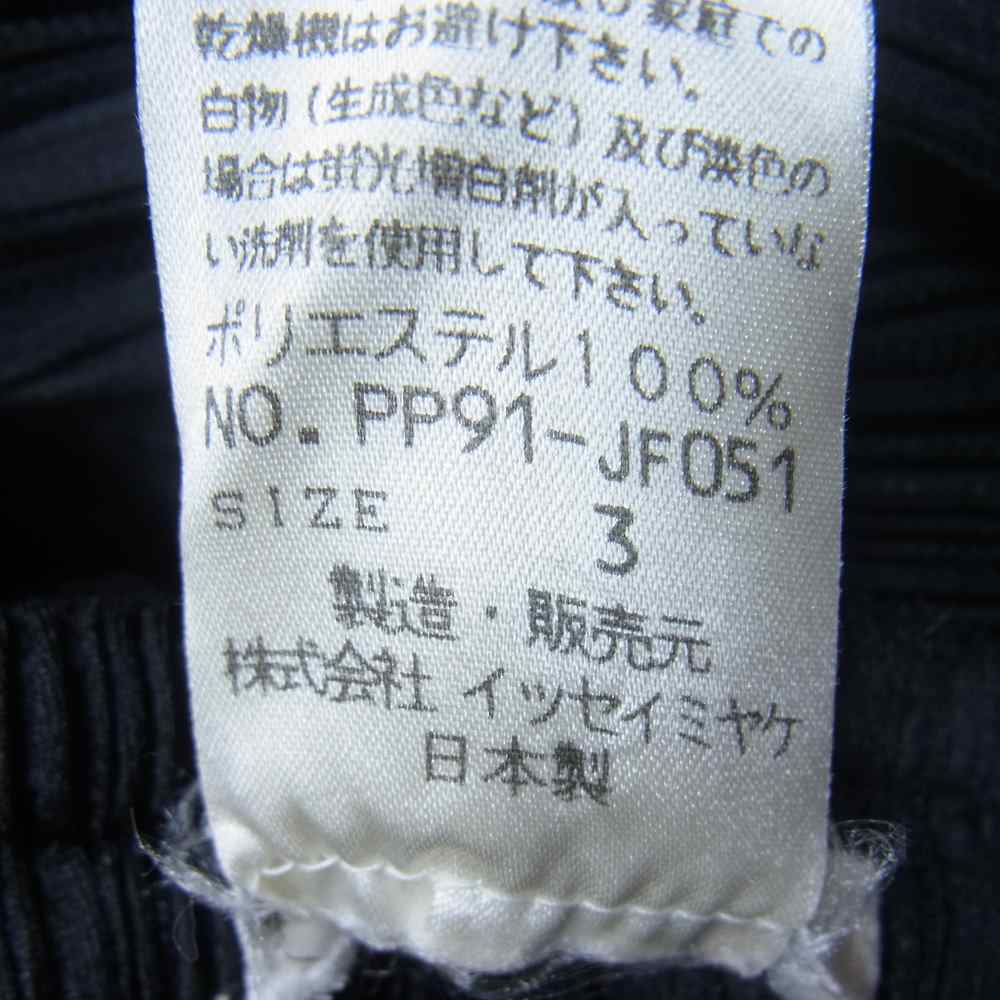 家庭での
乾燥機はお避け下さい。
白物(生成色など)及び淡色の
場合は蛍光増白剤が入っていな
い洗剤を使用して下さい。
ポリエステル100%
NO. PP91-JF051
SIZE 3
製造・販売元
株式会社 イッセイミヤケ
日本製